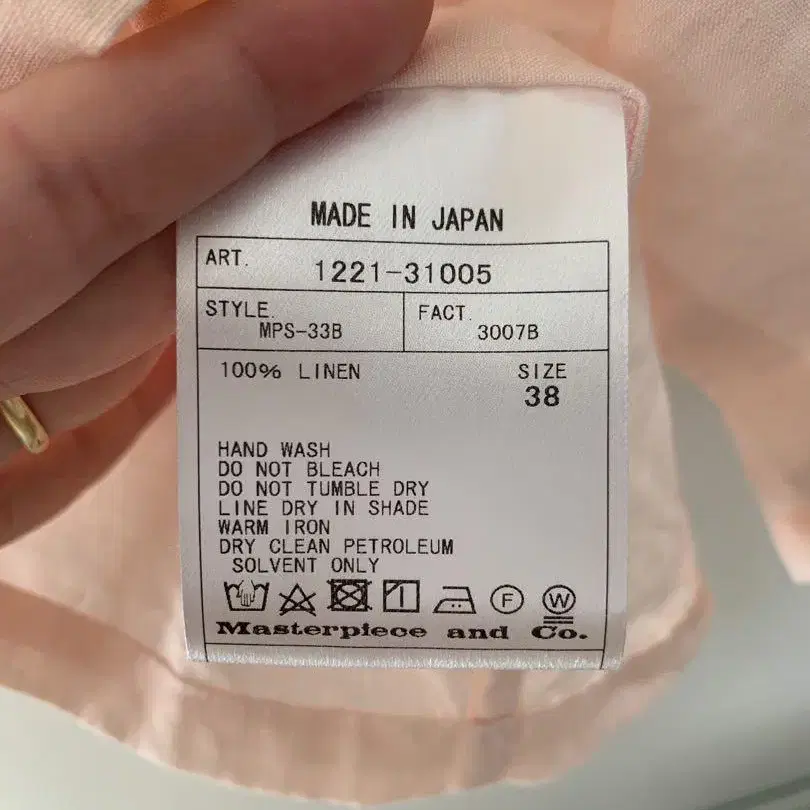 MADE IN JAPAN
ART. 1221-31005
STYLE. MPS-33B FACT. 3007B
100% LINEN SIZE
38
HAND WASH
DO NOT BLEACH
DO NOT TUMBLE DRY
LINE DRY IN SHADE
WARM IRON
DRY CLEAN PETROLEUM
SOLVENT ONLY
F W
Masterpiece and Co.